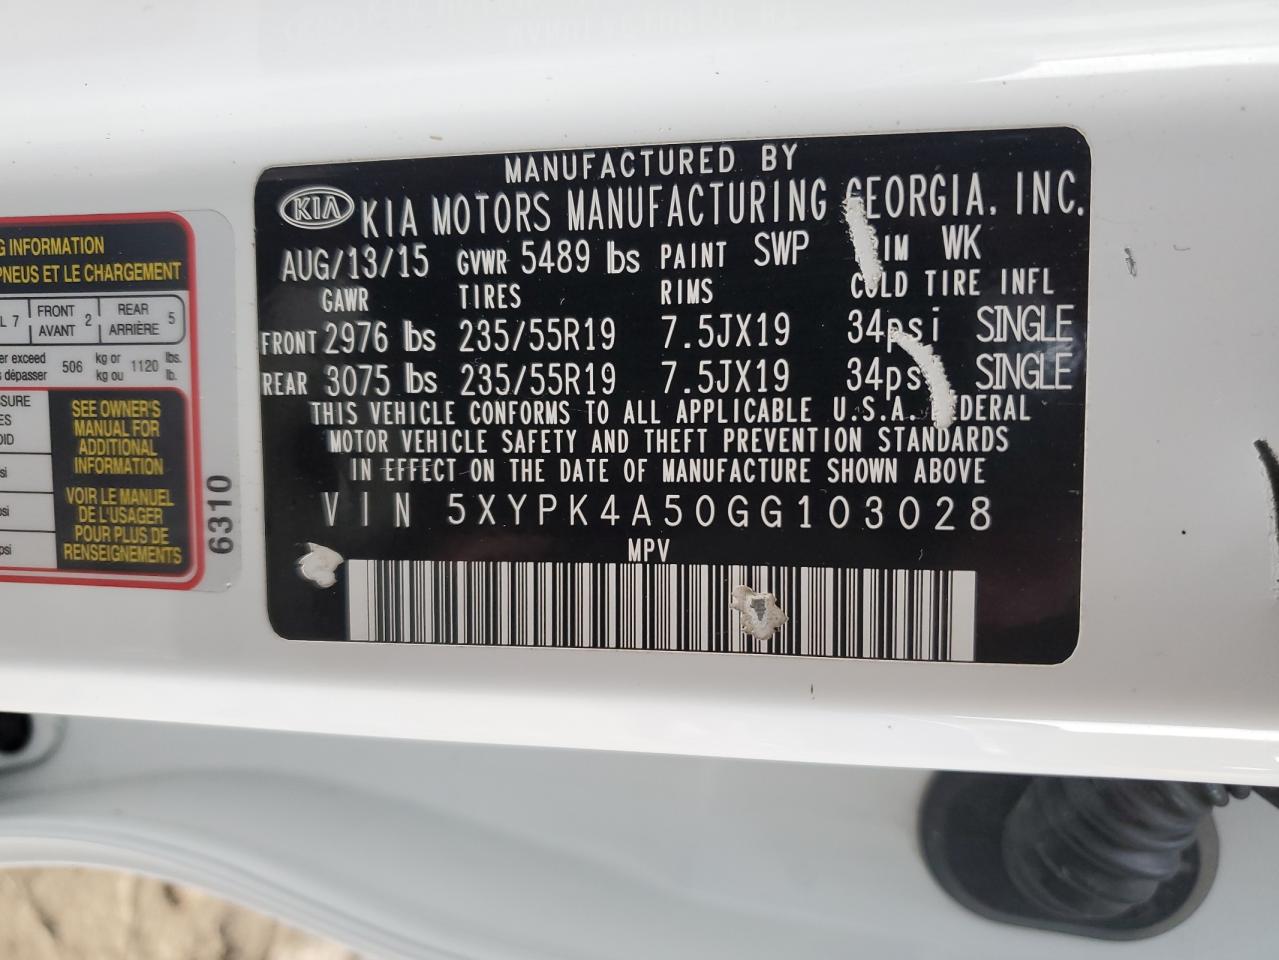 MANUFACTURED BY
KIA KIA MOTORS MANUFACTURING GEORGIA, INC.
AUG/13/15 GVWR 5489 lbs PAINT SWP TRIM WK
GAWR TIRES RIMS COLD TIRE INFL
FRONT 2976 lbs 235/55R19 7.5JX19 34psi SINGLE
REAR 3075 lbs 235/55R19 7.5JX19 34psi SINGLE
THIS VEHICLE CONFORMS TO ALL APPLICABLE U.S.A. FEDERAL
MOTOR VEHICLE SAFETY AND THEFT PREVENTION STANDARDS
IN EFFECT ON THE DATE OF MANUFACTURE SHOWN ABOVE
VIN 5XYPK4A50GG103028
MPV
INFORMATION
PNEUS ET LE CHARGEMENT
7 FRONT AVANT 2 REAR ARRIÈRE 5
exceed
dépasser 506 kg or kg ou 1120 lbs. lb.
SEE OWNER'S
MANUAL FOR
ADDITIONAL
INFORMATION
VOIR LE MANUEL
DE L'USAGER
POUR PLUS DE
RENSEIGNEMENTS
6310